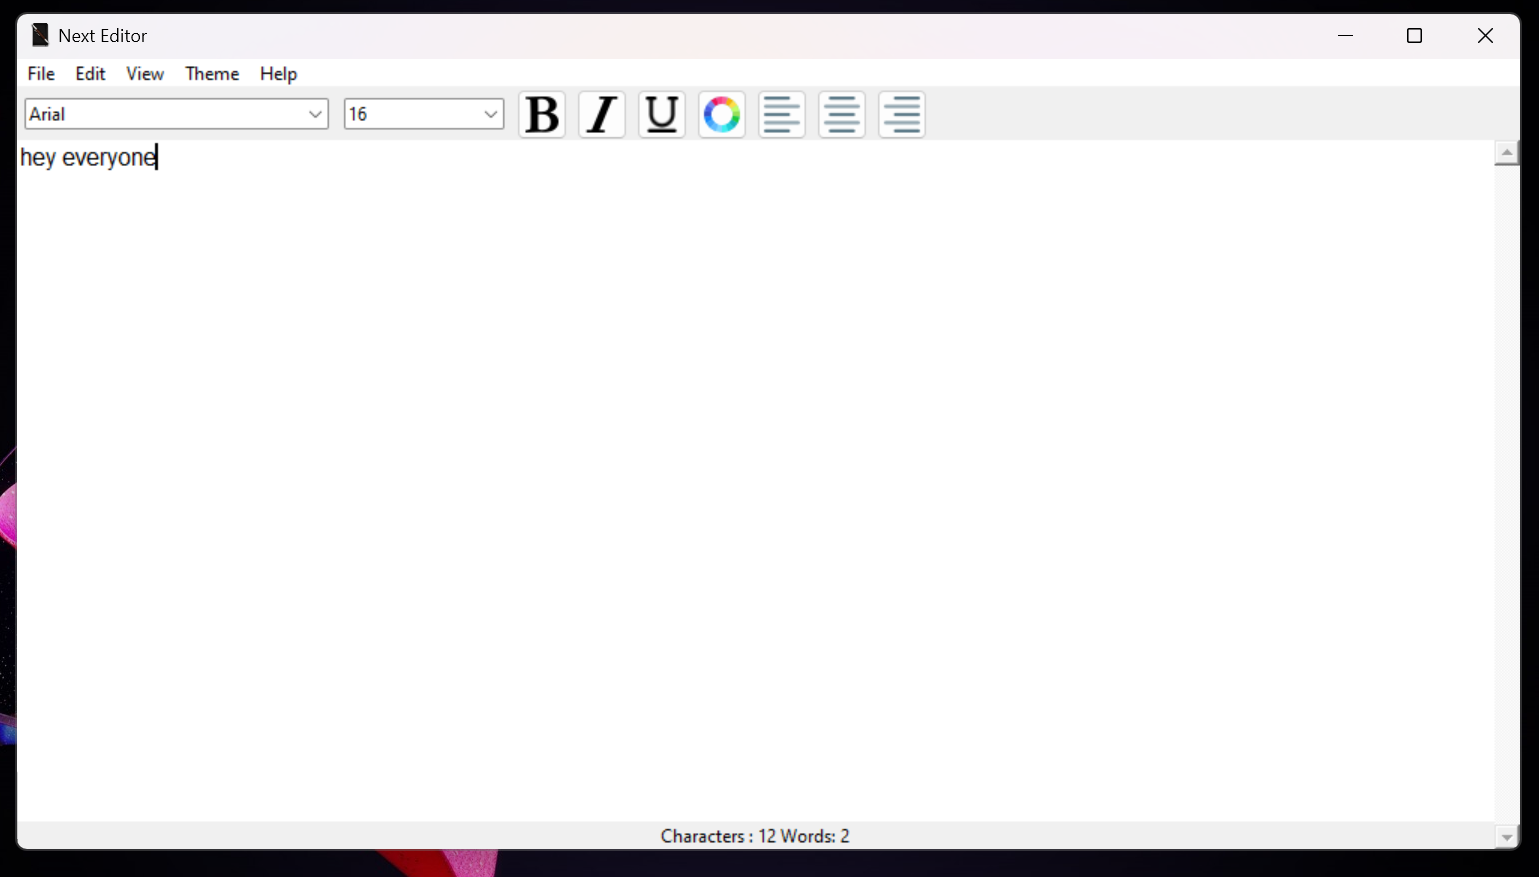 Next Editor
File Edit View Theme Help
Arial 16 B I U
hey everyone
Characters : 12 Words: 2